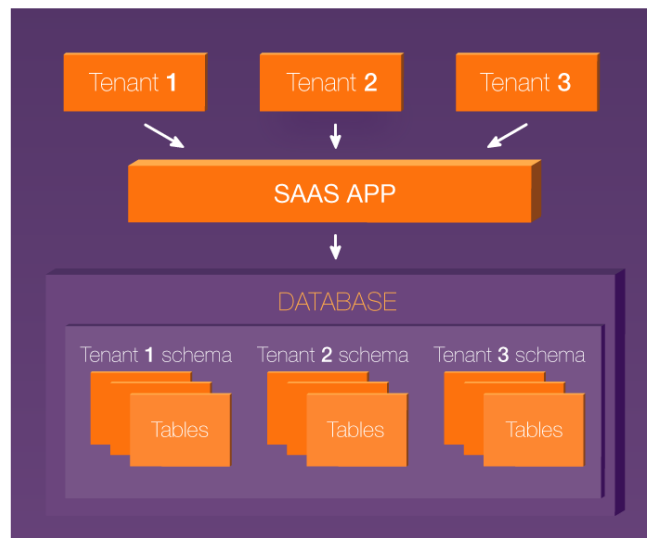 Tenant 1
Tenant 2
Tenant 3
SAAS APP
DATABASE
Tenant 1 schema
Tenant 2 schema
Tenant 3 schema
Tables
Tables
Tables